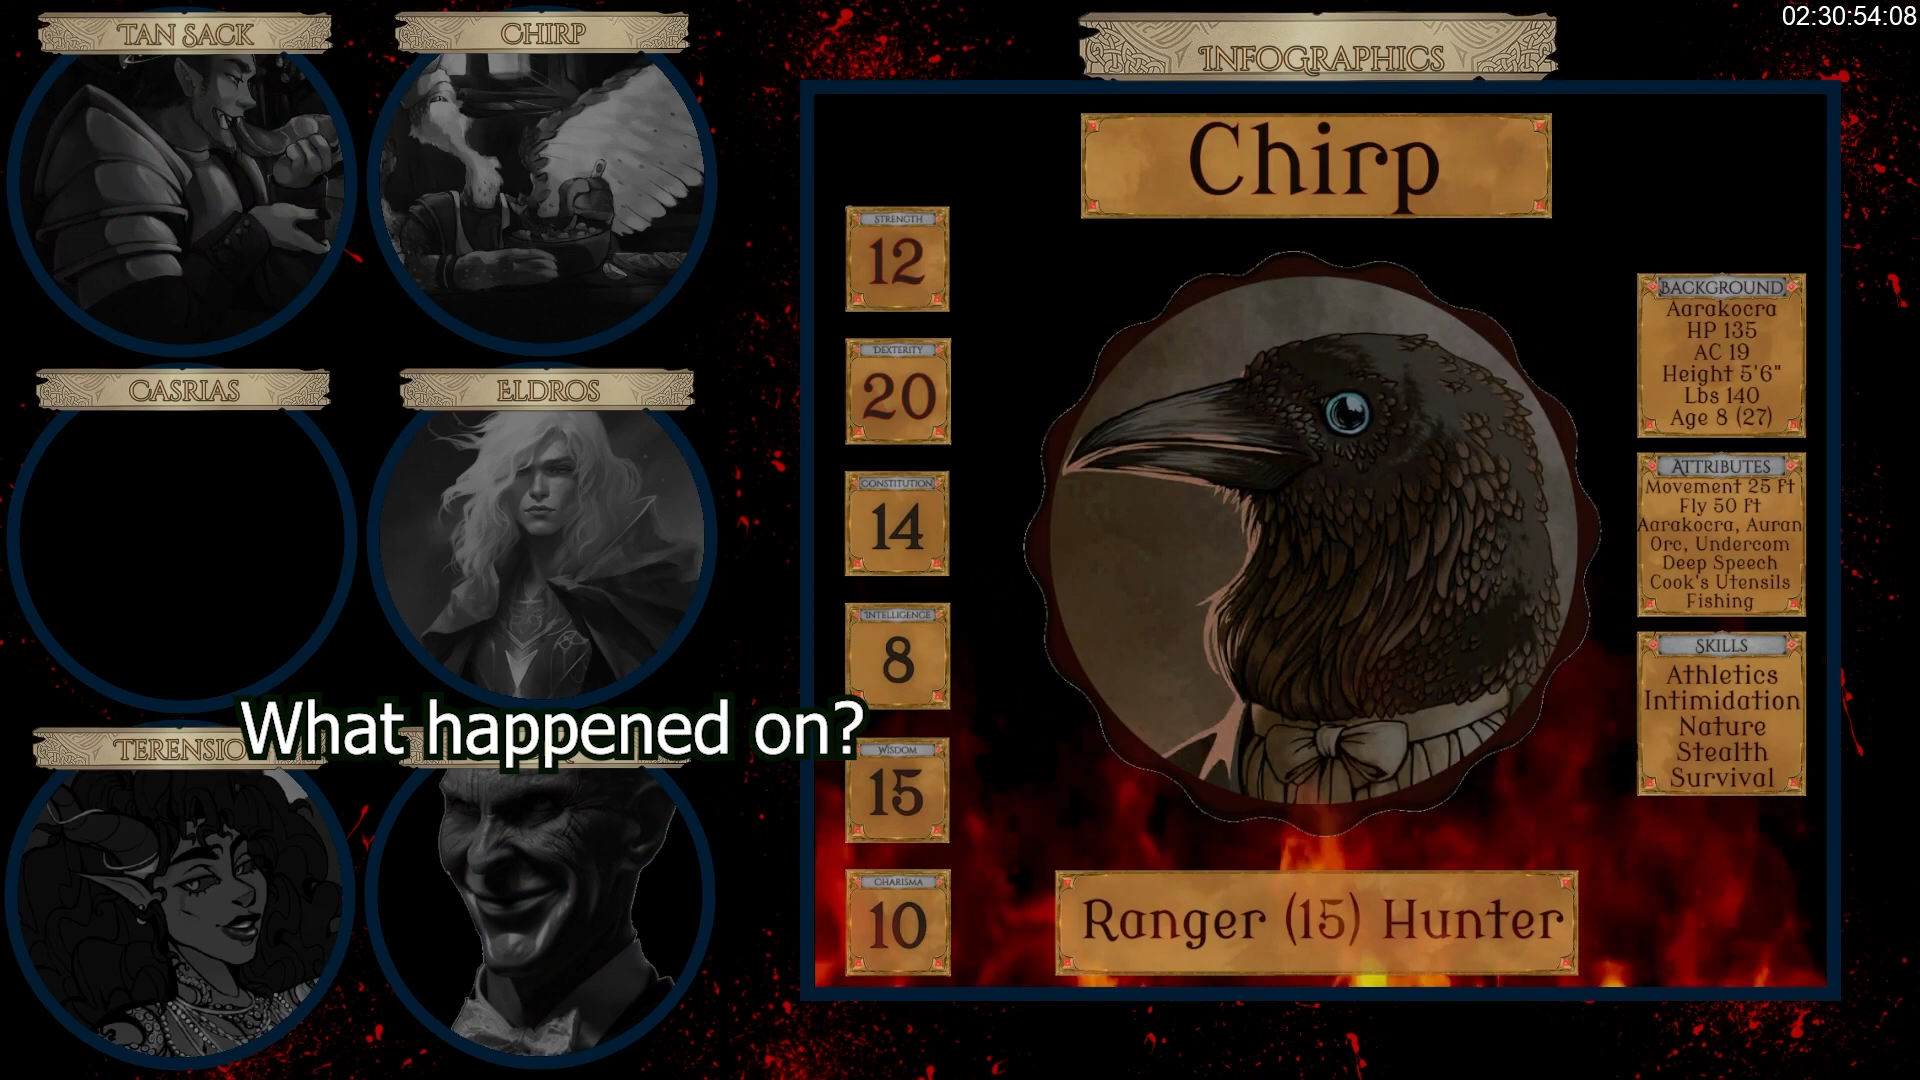 02:30:54:08
TAN SACK
CHIRP
INFOGRAPHICS
Chirp
STRENGTH
12
DEXTERITY
20
CONSTITUTION
14
INTELLIGENCE
8
WISDOM
15
CHARISMA
10
BACKGROUND
Aarakocra
HP 135
AC 19
Height 5'6"
Lbs 140
Age 8 (27)
ATTRIBUTES
Movement 25 ft
Fly 50 ft
Aarakocra, Auran
Orc, Undercom
Deep Speech
Cook's Utensils
Fishing
SKILLS
Athletics
Intimidation
Nature
Stealth
Survival
CASRIAS
ELDROS
What happened on?
Ranger (15) Hunter